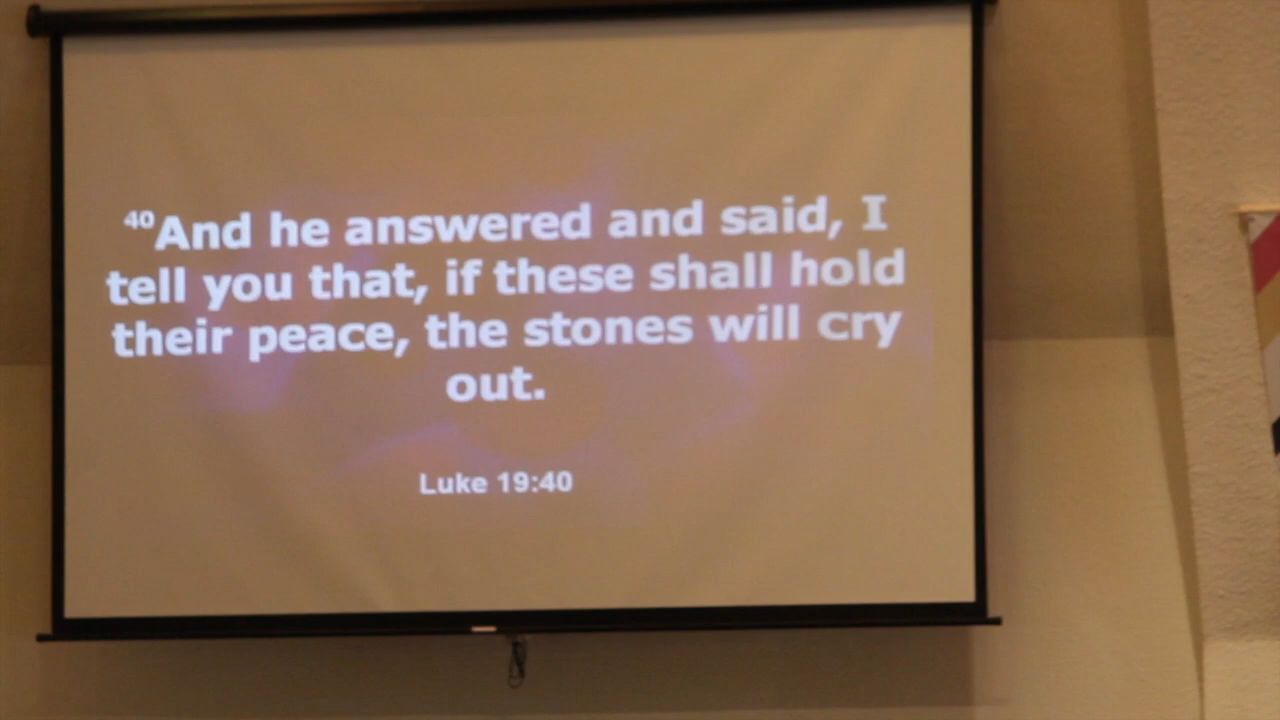 40And he answered and said, I
tell you that, if these shall hold
their peace, the stones will cry
out.
Luke 19:40